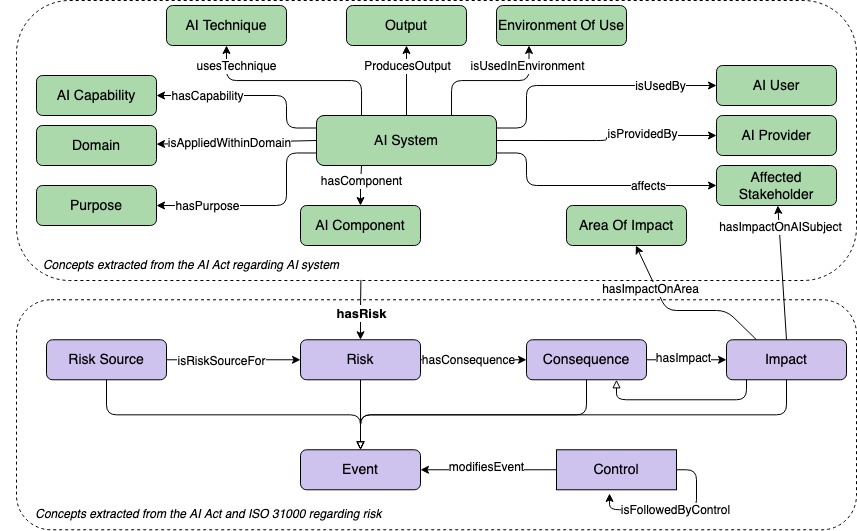 AI Technique
Output
Environment Of Use
usesTechnique
ProducesOutput
isUsedInEnvironment
AI Capability
hasCapability
isUsedBy
AI User
Domain
isAppliedWithinDomain
AI System
isProvidedBy
AI Provider
Purpose
hasPurpose
hasComponent
affects
Affected
Stakeholder
AI Component
Area Of Impact
hasImpactOnAISubject
Concepts extracted from the AI Act regarding AI system
hasImpactOnArea
hasRisk
Risk Source
isRiskSourceFor
Risk
hasConsequence
Consequence
hasImpact
Impact
Event
modifiesEvent
Control
isFollowedByControl
Concepts extracted from the AI Act and ISO 31000 regarding risk